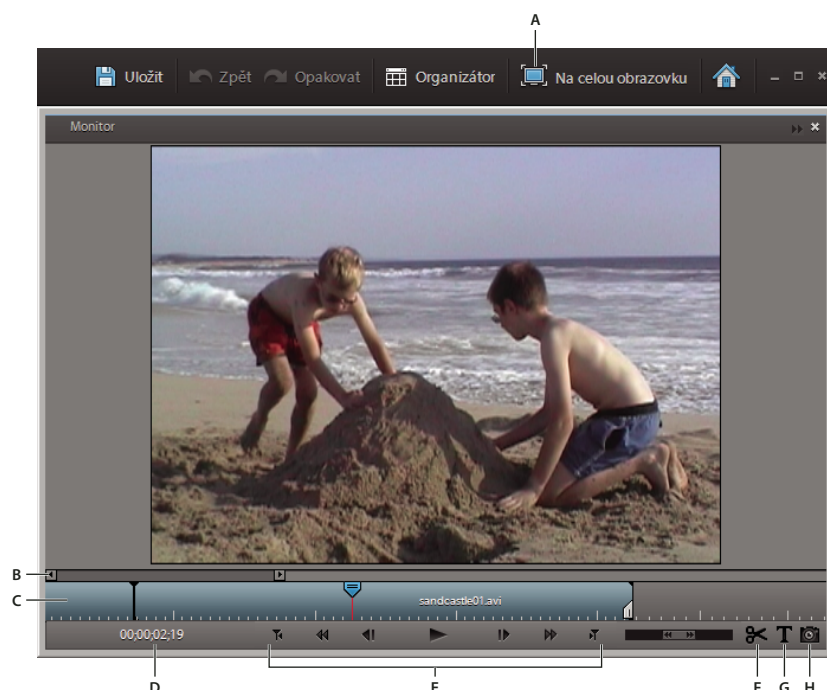 A
Uložit
Zpět
Opakovat
Organizátor
Na celou obrazovku
Monitor
B
C
sandcastle01.avi
00;00;02;19
T
D
E
F
G
H